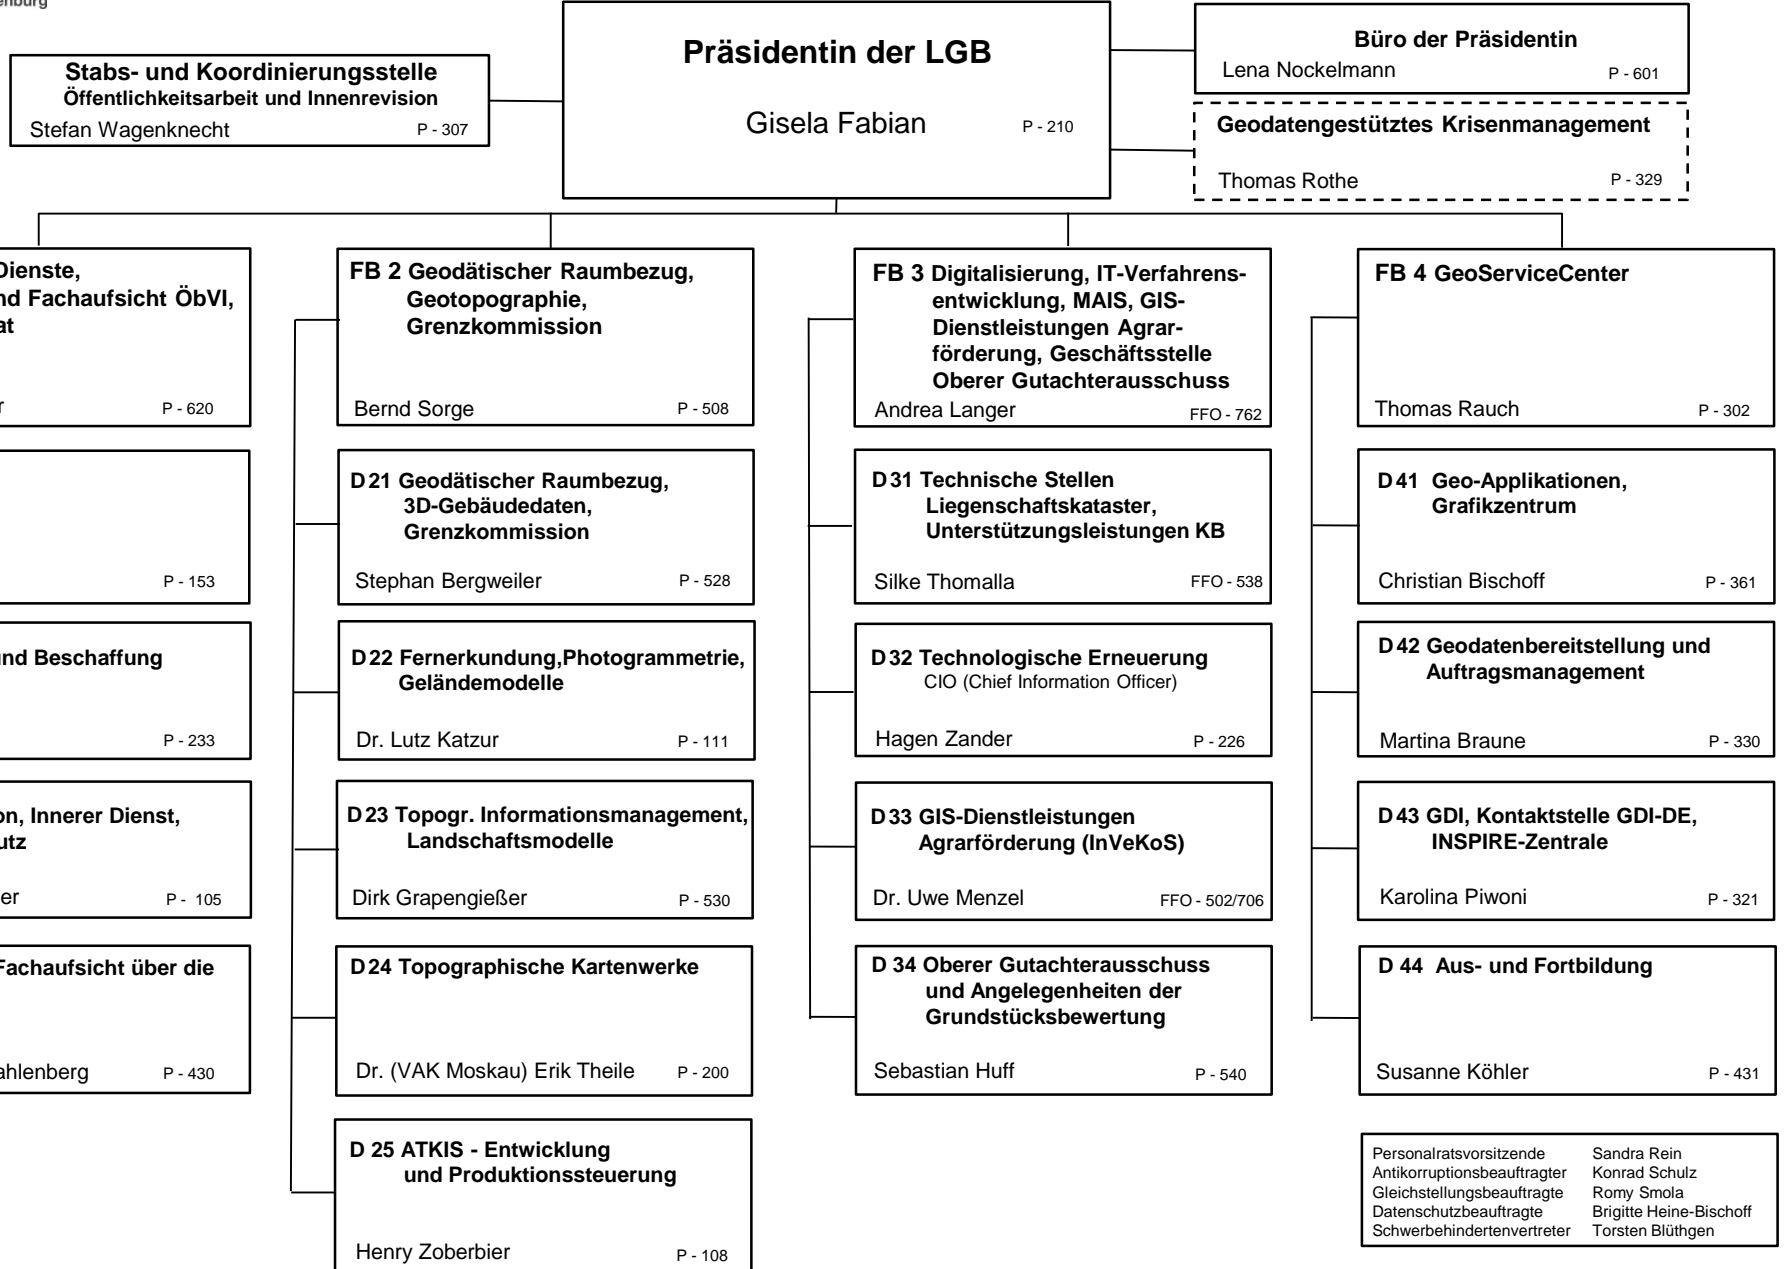 Präsidentin der LGB
Gisela Fabian P - 210
Stabs- und Koordinierungsstelle
Öffentlichkeitsarbeit und Innenrevision
Stefan Wagenknecht P - 307
Büro der Präsidentin
Lena Nockelmann P - 601
Geodatengestütztes Krisenmanagement
Thomas Rothe P - 329
Dienste,
nd Fachaufsicht ÖbVI,
at
r P - 620
P - 153
und Beschaffung
P - 233
on, Innerer Dienst,
utz
er P - 105
Fachaufsicht über die
ahlenberg P - 430
FB 2 Geodätischer Raumbezug,
Geotopographie,
Grenzkommission
Bernd Sorge P - 508
D 21 Geodätischer Raumbezug,
3D-Gebäudedaten,
Grenzkommission
Stephan Bergweiler P - 528
D 22 Fernerkundung,Photogrammetrie,
Geländemodelle
Dr. Lutz Katzur P - 111
D 23 Topogr. Informationsmanagement,
Landschaftsmodelle
Dirk Grapengießer P - 530
D 24 Topographische Kartenwerke
Dr. (VAK Moskau) Erik Theile P - 200
D 25 ATKIS - Entwicklung
und Produktionssteuerung
Henry Zoberbier P - 108
FB 3 Digitalisierung, IT-Verfahrens-
entwicklung, MAIS, GIS-
Dienstleistungen Agrar-
förderung, Geschäftsstelle
Oberer Gutachterausschuss
Andrea Langer FFO - 762
D 31 Technische Stellen
Liegenschaftskataster,
Unterstützungsleistungen KB
Silke Thomalla FFO - 538
D 32 Technologische Erneuerung
CIO (Chief Information Officer)
Hagen Zander P - 226
D 33 GIS-Dienstleistungen
Agrarförderung (InVeKoS)
Dr. Uwe Menzel FFO - 502/706
D 34 Oberer Gutachterausschuss
und Angelegenheiten der
Grundstücksbewertung
Sebastian Huff P - 540
FB 4 GeoServiceCenter
Thomas Rauch P - 302
D 41 Geo-Applikationen,
Grafikzentrum
Christian Bischoff P - 361
D 42 Geodatenbereitstellung und
Auftragsmanagement
Martina Braune P - 330
D 43 GDI, Kontaktstelle GDI-DE,
INSPIRE-Zentrale
Karolina Piwoni P - 321
D 44 Aus- und Fortbildung
Susanne Köhler P - 431
Personalratsvorsitzende Sandra Rein
Antikorruptionsbeauftragter Konrad Schulz
Gleichstellungsbeauftragte Romy Smola
Datenschutzbeauftragte Brigitte Heine-Bischoff
Schwerbehindertenvertreter Torsten Blüthgen